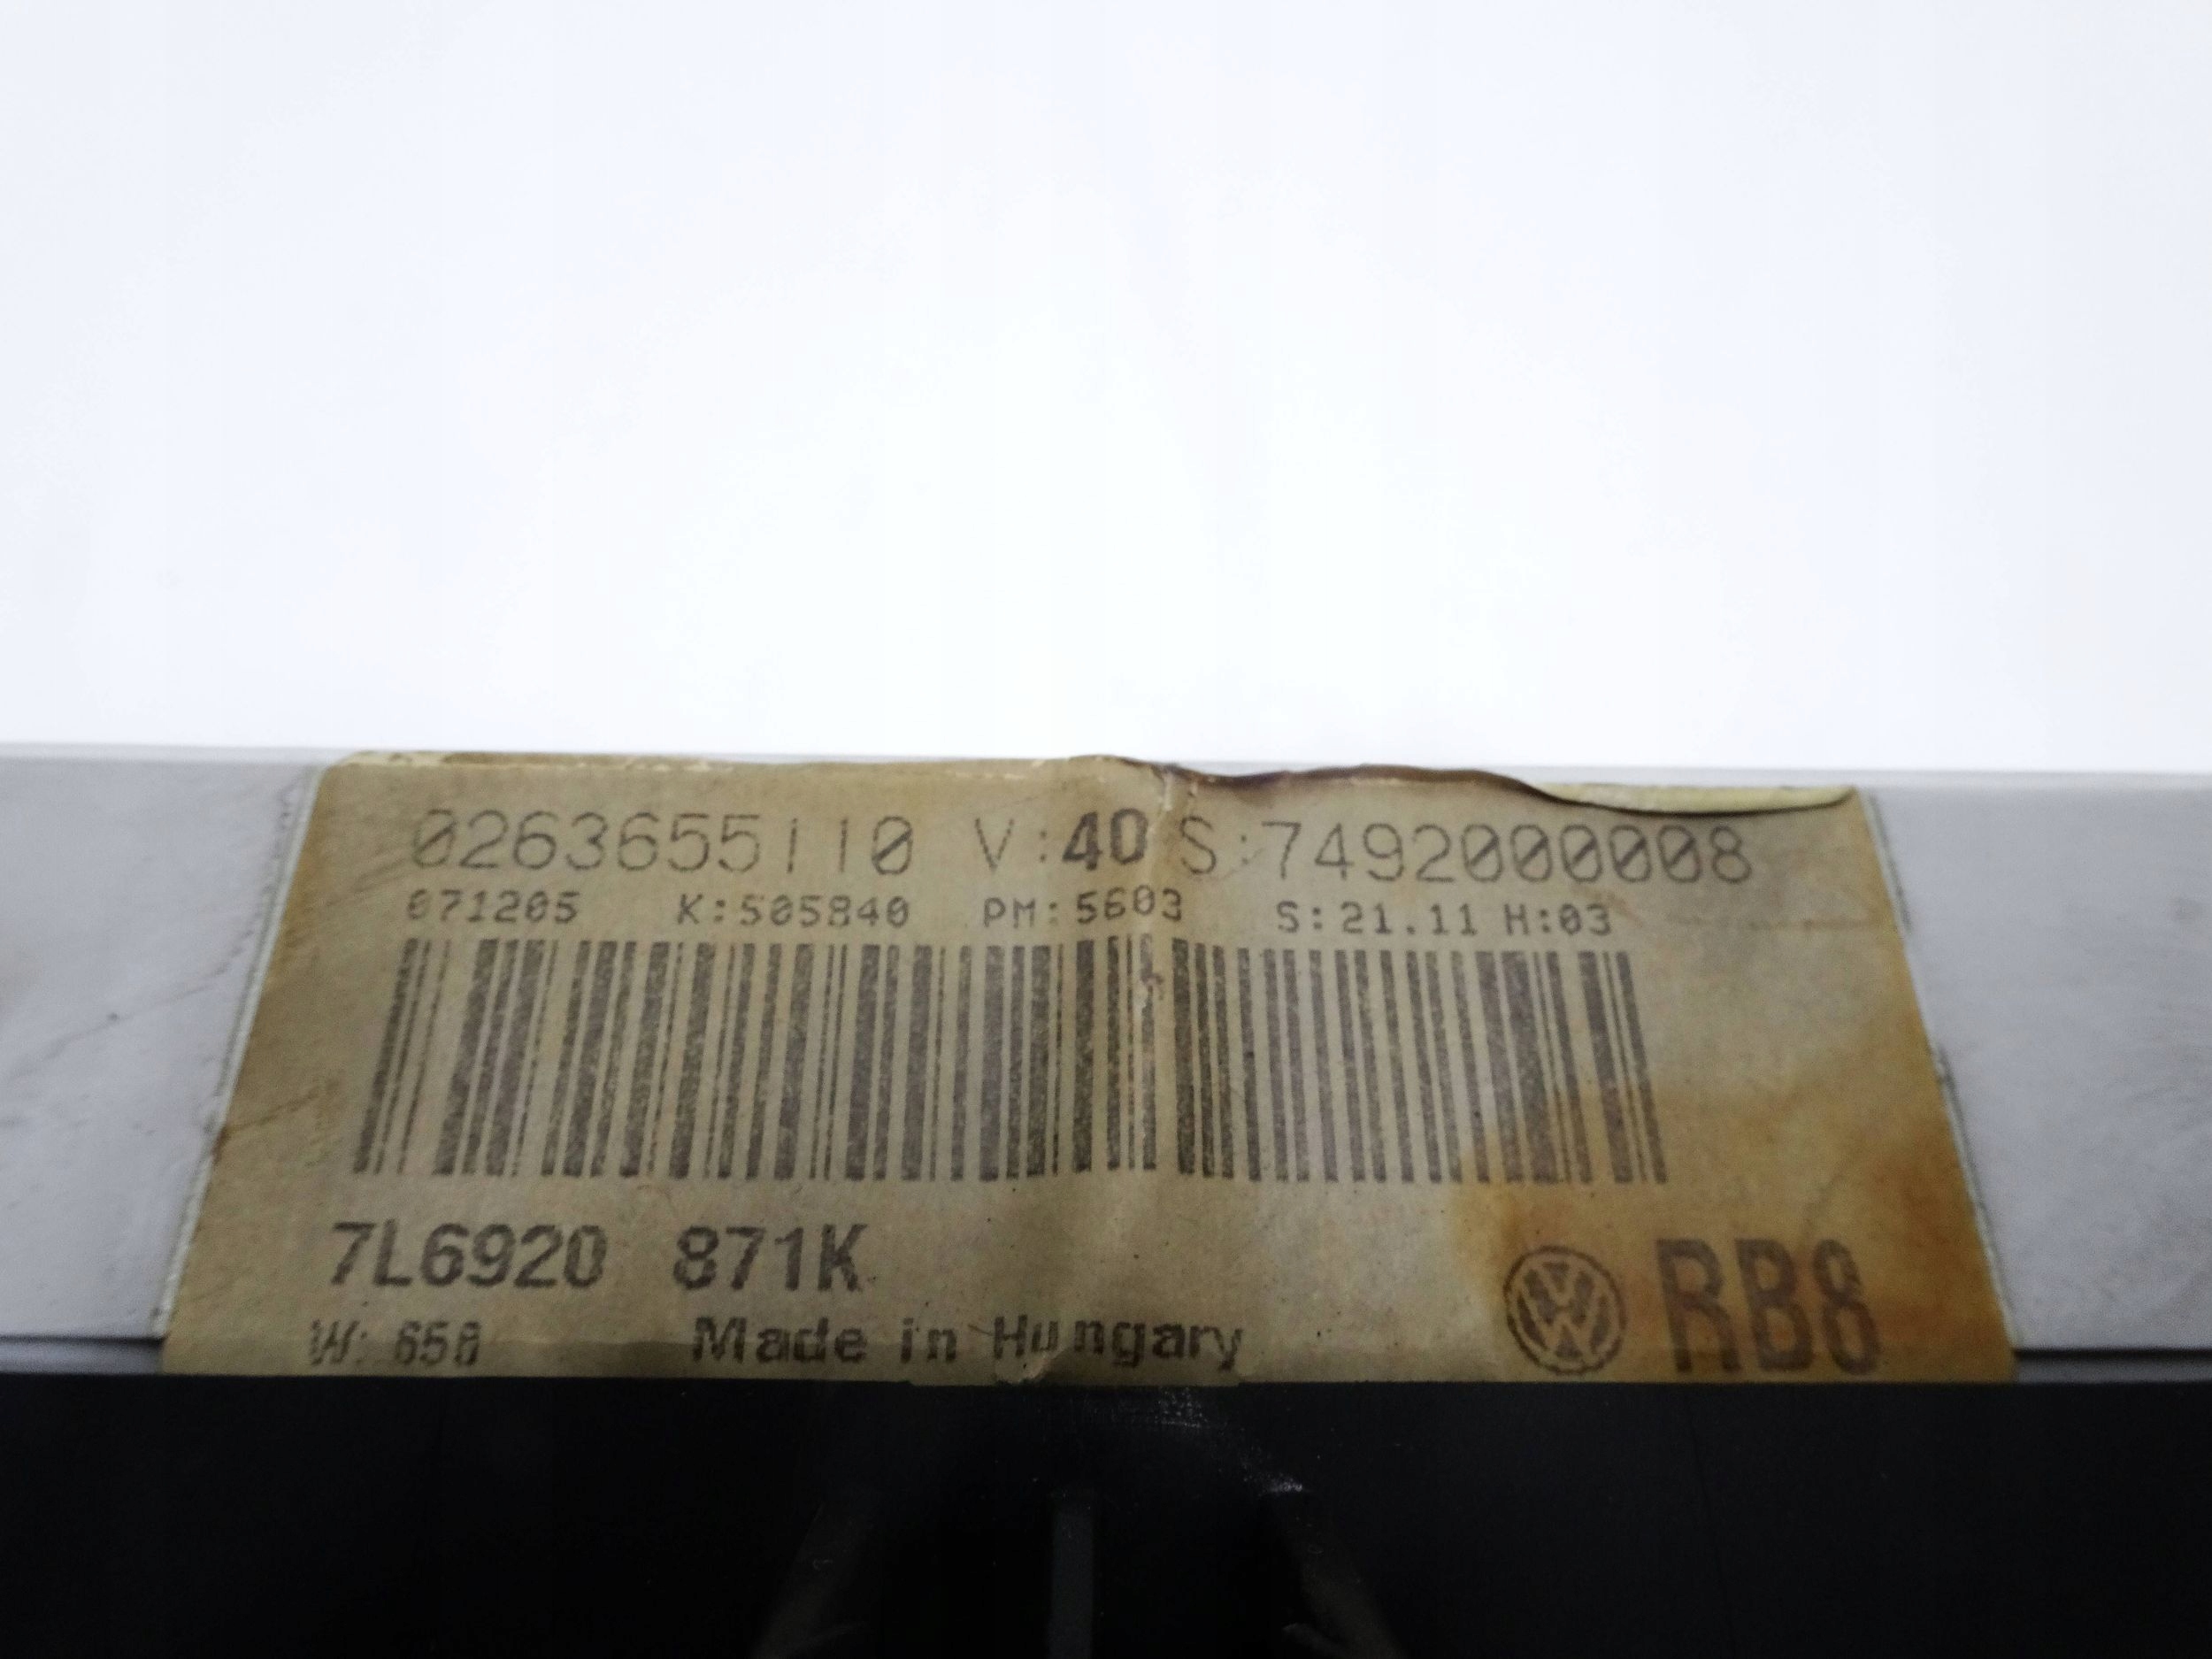 0263655110 V:40 S:7492000008
071205 K:505840 PM:5603 S:21.11 H:03
7L6920 871K
W: 658 Made in Hungary RB8